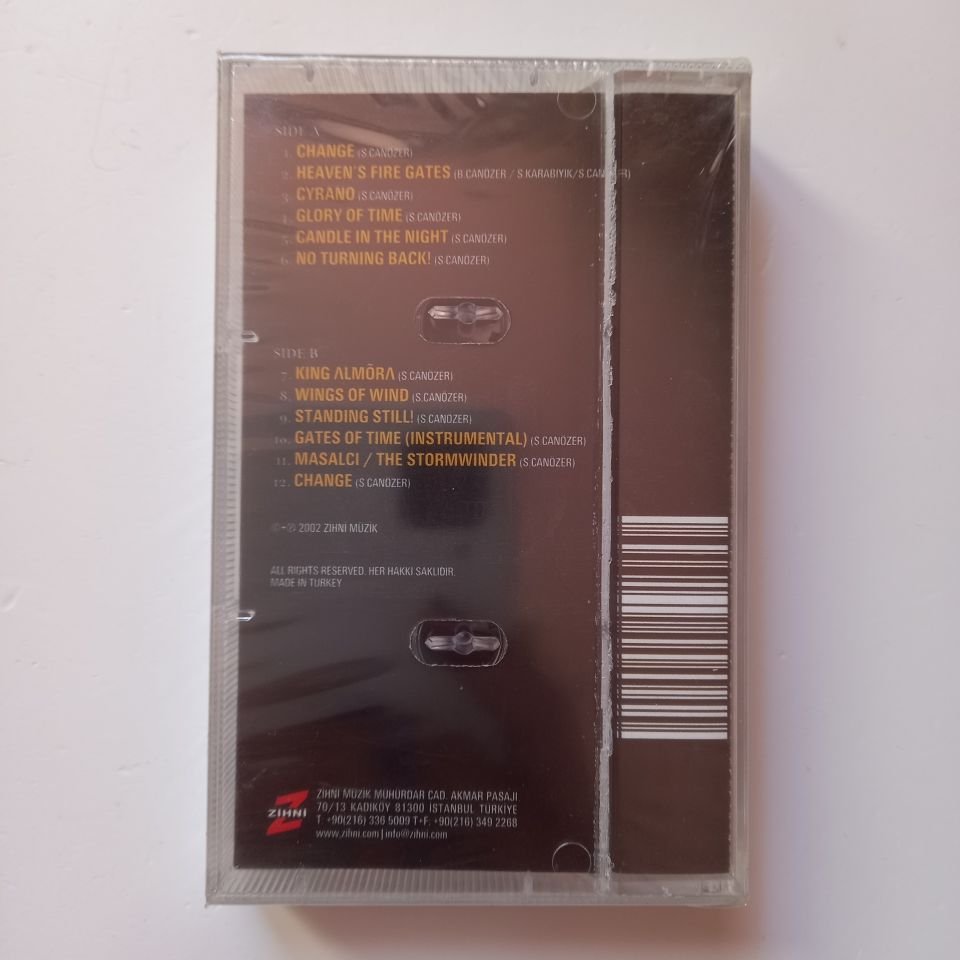 SIDE A
1. CHANGE (S.CANÖZER)
2. HEAVEN'S FIRE GATES (B.CANÖZER / S.KARABIYIK/S.CANÖZER)
3. CYRANO (S.CANÖZER)
4. GLORY OF TIME (S.CANÖZER)
5. CANDLE IN THE NIGHT (S.CANÖZER)
6. NO TURNING BACK! (S.CANÖZER)
SIDE B
7. KING ΛLMÕRΛ (S.CANÖZER)
8. WINGS OF WIND (S.CANÖZER)
9. STANDING STILL! (S.CANÖZER)
10. GATES OF TIME (INSTRUMENTAL) (S.CANÖZER)
11. MASALCI / THE STORMWINDER (S.CANÖZER)
12. CHANGE (S.CANÖZER)
©+℗ 2002 ZIHNI MÜZIK
ALL RIGHTS RESERVED. HER HAKKI SAKLIDIR.
MADE IN TURKEY
ZIHNI
ZIHNI MÜZIK MÜHÜRDAR CAD. AKMAR PASAJI
70/13 KADIKÖY 81300 ISTANBUL TÜRKIYE
T: +90(216) 336 5009 T+F: +90(216) 349 2268
www.zihni.com | info@zihni.com